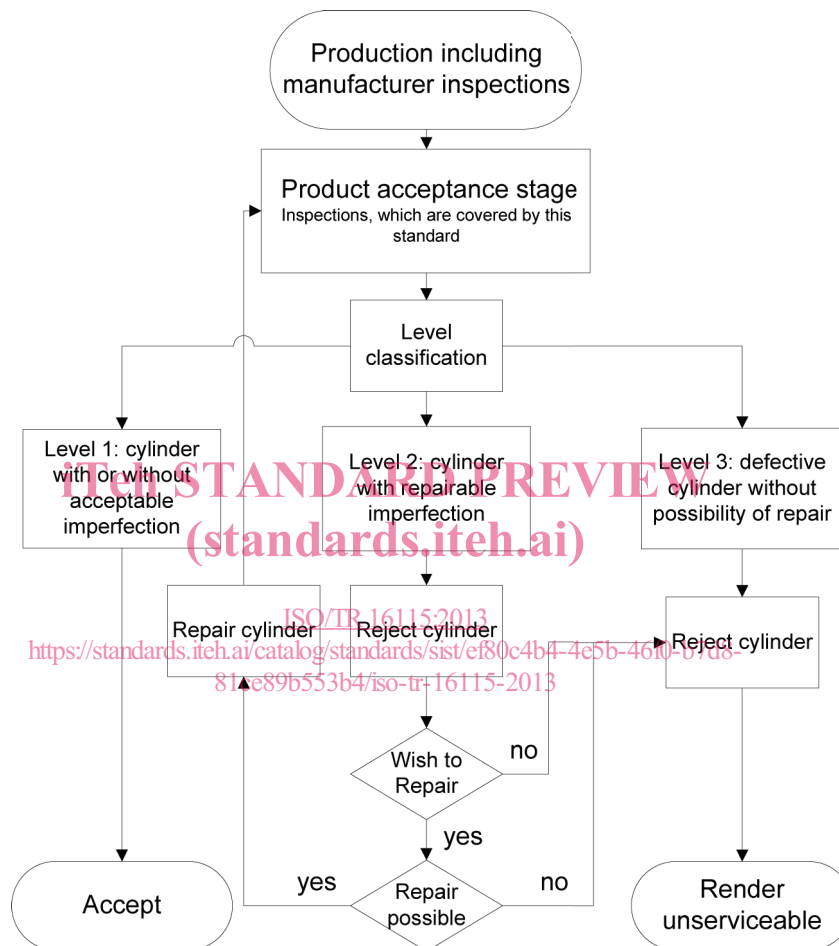 Production including
manufacturer inspections
Product acceptance stage
Inspections, which are covered by this
standard
Level
classification
Level 1: cylinder
with or without
acceptable
imperfection
Level 2: cylinder
with repairable
imperfection
Level 3: defective
cylinder without
possibility of repair
iTeh STANDARD PREVIEW
(standards.iteh.ai)
Repair cylinder
Reject cylinder
Reject cylinder
ISO/TR 16115:2013
https://standards.iteh.ai/catalog/standards/sist/ef80c4b4-4e5b-46f0-b7d8-
81ce89b553b4/iso-tr-16115-2013
Wish to
Repair
no
yes
yes
Repair
possible
no
Accept
Render
unserviceable